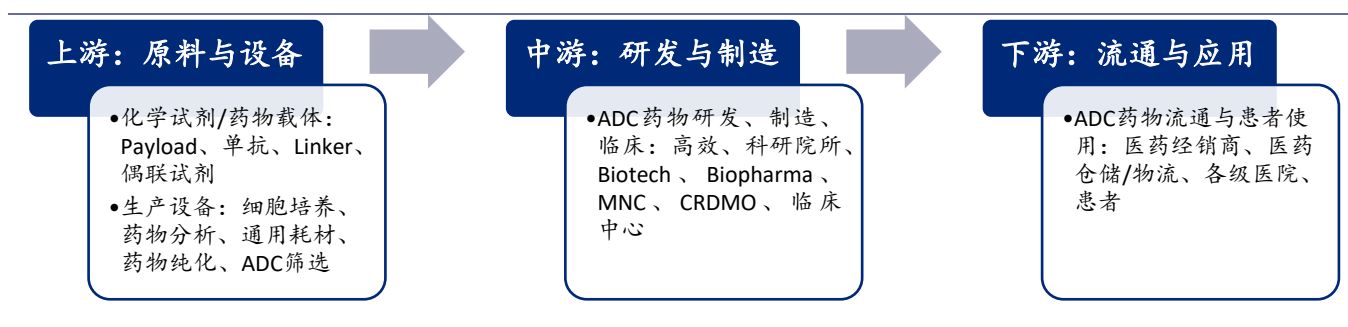 上游：原料与设备
•化学试剂/药物载体：
Payload、单抗、Linker、
偶联试剂
•生产设备：细胞培养、
药物分析、通用耗材、
药物纯化、ADC筛选
中游：研发与制造
•ADC药物研发、制造、
临床：高效、科研院所、
Biotech 、 Biopharma 、
MNC 、 CRDMO 、 临 床
中心
下游：流通与应用
•ADC药物流通与患者使
用：医药经销商、医药
仓储/物流、各级医院、
患者